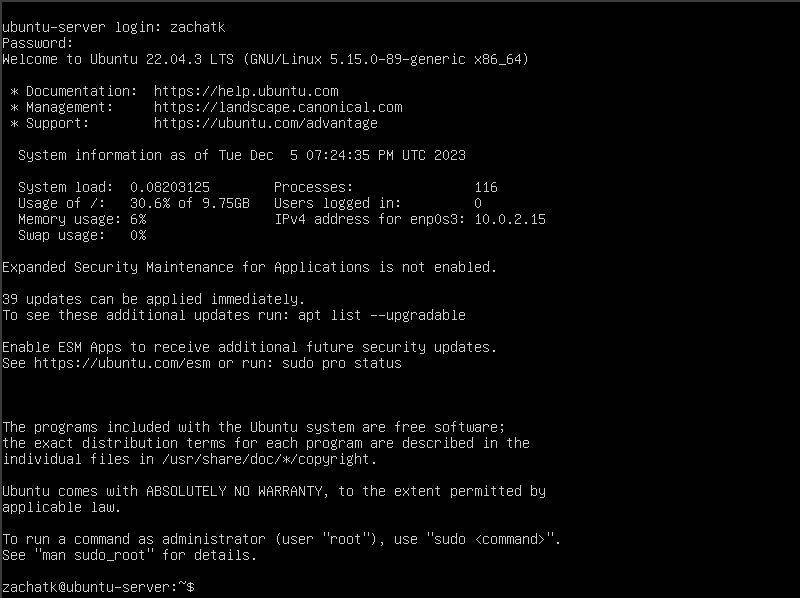 ubuntu-server login: zachatk
Password:
Welcome to Ubuntu 22.04.3 LTS (GNU/Linux 5.15.0-89-generic x86_64)
 * Documentation:  https://help.ubuntu.com
 * Management:     https://landscape.canonical.com
 * Support:        https://ubuntu.com/advantage
  System information as of Tue Dec  5 07:24:35 PM UTC 2023
  System load:  0.08203125        Processes:               116
  Usage of /:   30.6% of 9.75GB   Users logged in:         0
  Memory usage: 6%                IPv4 address for enp0s3: 10.0.2.15
  Swap usage:   0%
Expanded Security Maintenance for Applications is not enabled.
39 updates can be applied immediately.
To see these additional updates run: apt list --upgradable
Enable ESM Apps to receive additional future security updates.
See https://ubuntu.com/esm or run: sudo pro status
The programs included with the Ubuntu system are free software;
the exact distribution terms for each program are described in the
individual files in /usr/share/doc/*/copyright.
Ubuntu comes with ABSOLUTELY NO WARRANTY, to the extent permitted by
applicable law.
To run a command as administrator (user "root"), use "sudo <command>".
See "man sudo_root" for details.
zachatk@ubuntu-server:~$